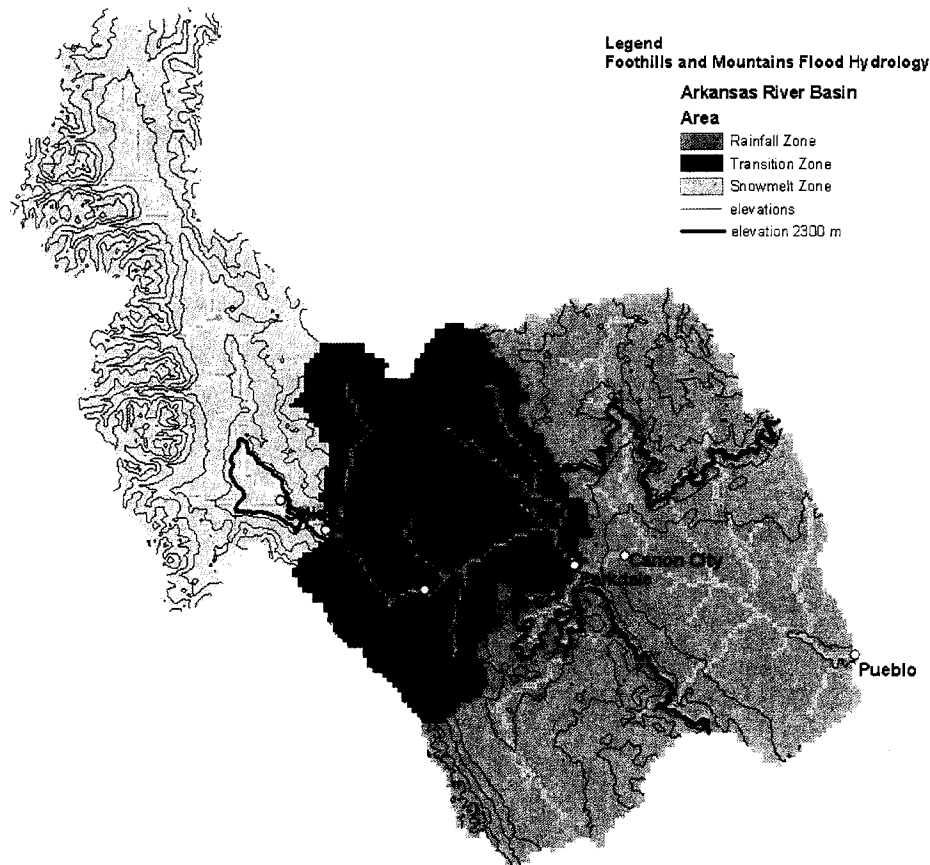 Legend
Foothills and Mountains Flood Hydrology
Arkansas River Basin
Area
Rainfall Zone
Transition Zone
Snowmelt Zone
elevations
elevation 2300 m
Canon City
Parkdale
Pueblo